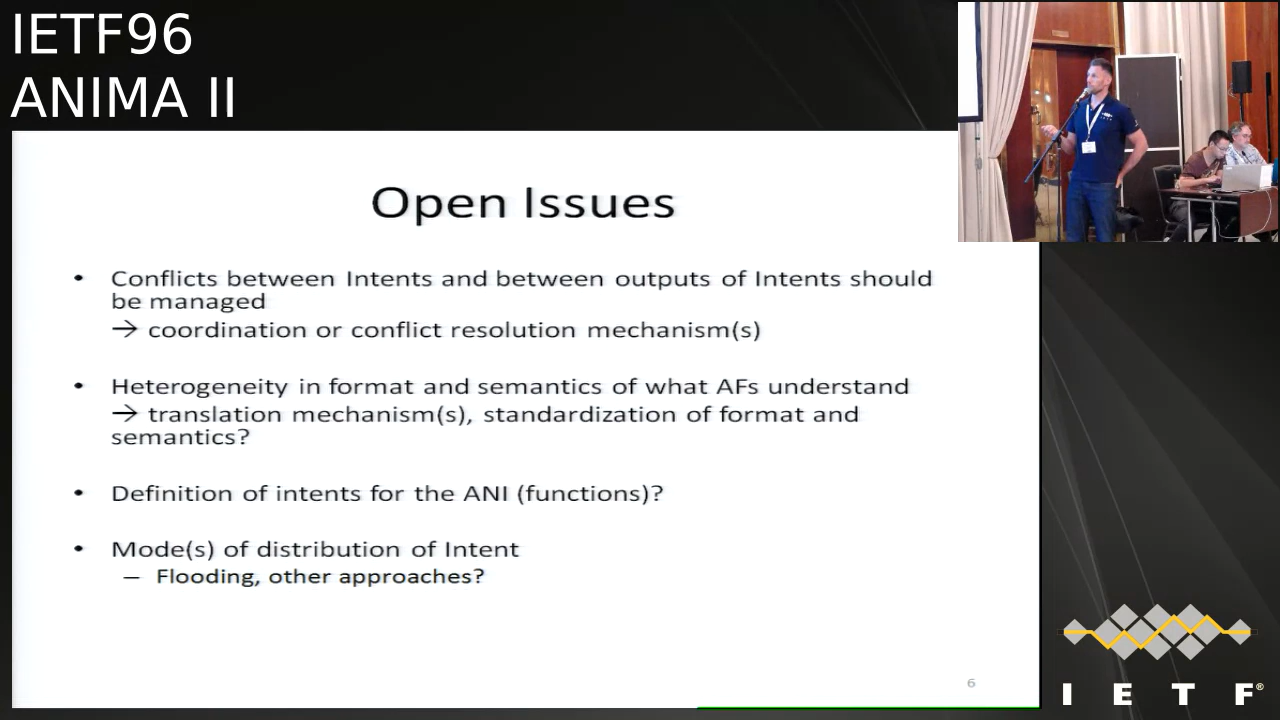 IETF96
ANIMA II
Open Issues
• Conflicts between Intents and between outputs of Intents should
be managed
→ coordination or conflict resolution mechanism(s)
• Heterogeneity in format and semantics of what AFs understand
→ translation mechanism(s), standardization of format and
semantics?
• Definition of intents for the ANI (functions)?
• Mode(s) of distribution of Intent
– Flooding, other approaches?
6
I E T F®